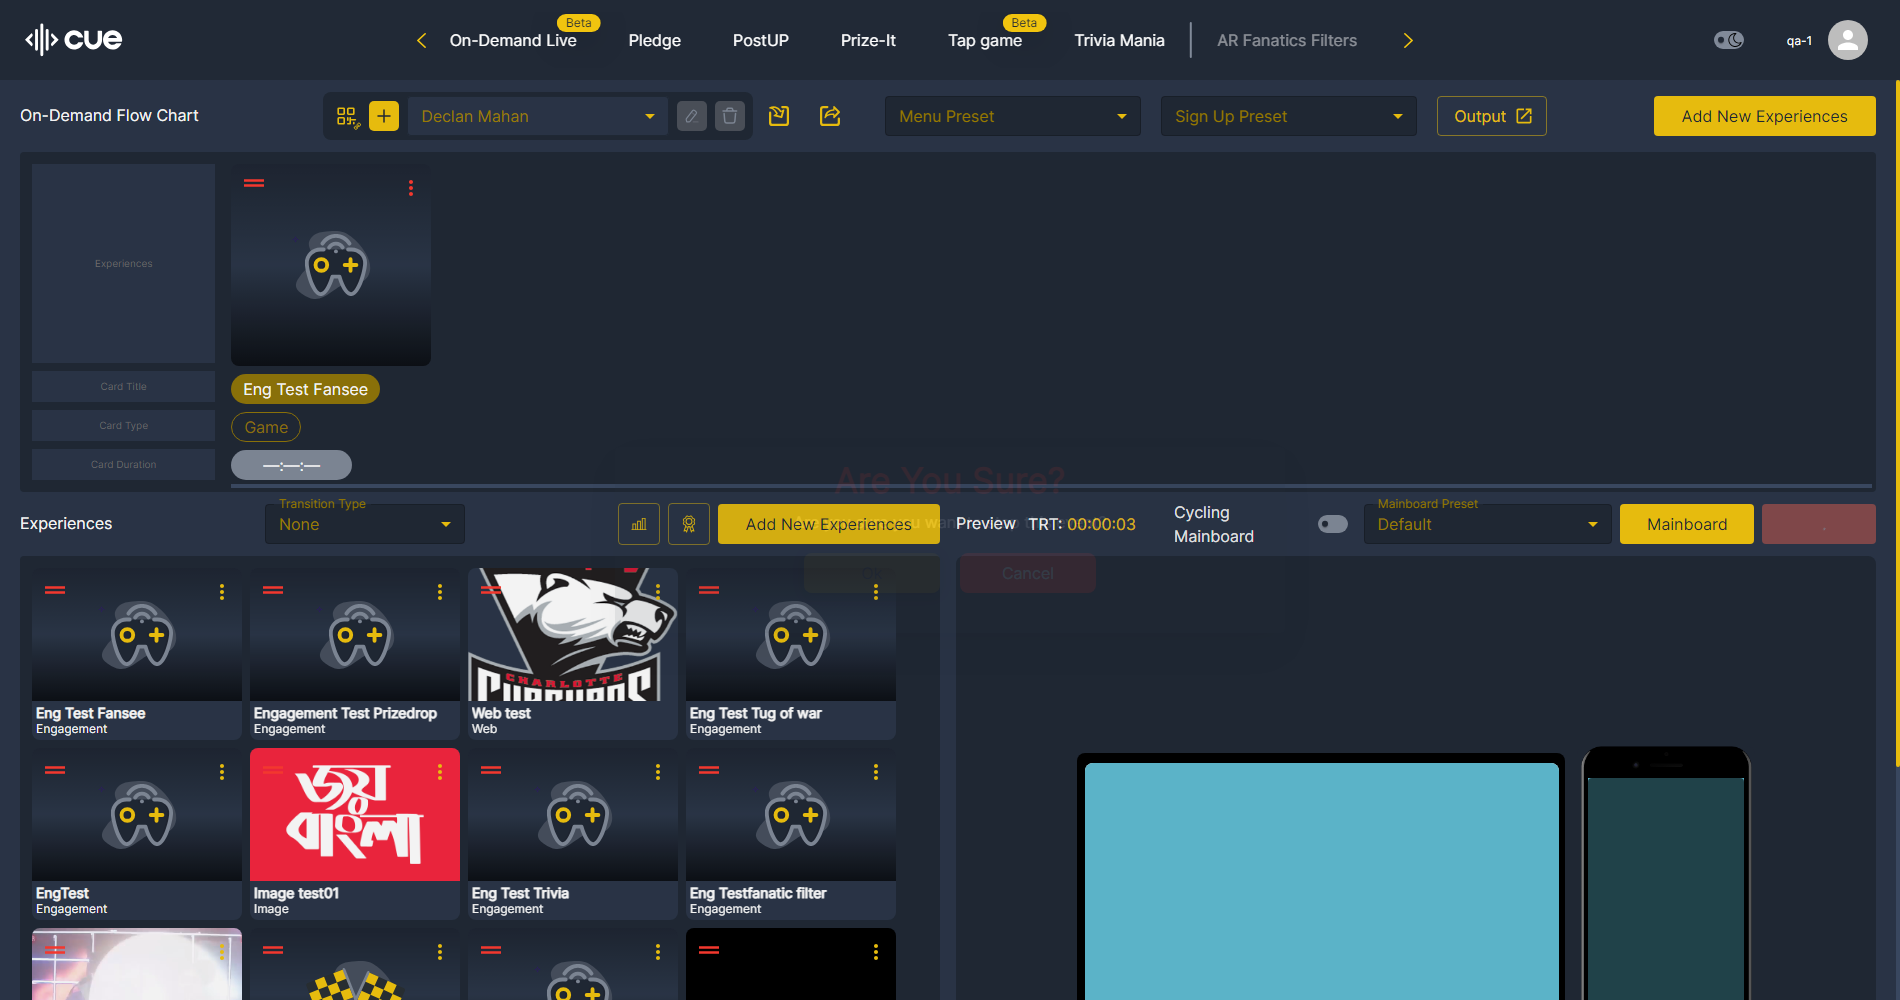 cue
On-Demand Live
Beta
Pledge
PostUP
Prize-It
Tap game
Beta
Trivia Mania
AR Fanatics Filters
qa-1
On-Demand Flow Chart
Declan Mahan
Menu Preset
Sign Up Preset
Output
Add New Experiences
Experiences
Card Title
Eng Test Fansee
Card Type
Game
Card Duration
—:—:—
Are You Sure?
Experiences
Transition Type
None
Add New Experiences
Preview
TRT: 00:00:03
Cycling
Mainboard
Mainboard Preset
Default
Mainboard
Cancel
CHARLOTTE
Eng Test Fansee
Engagement
Engagement Test Prizedrop
Engagement
Web test
Web
Eng Test Tug of war
Engagement
জয়
বাংলা
EngTest
Engagement
Image test01
Image
Eng Test Trivia
Engagement
Eng Testfanatic filter
Engagement